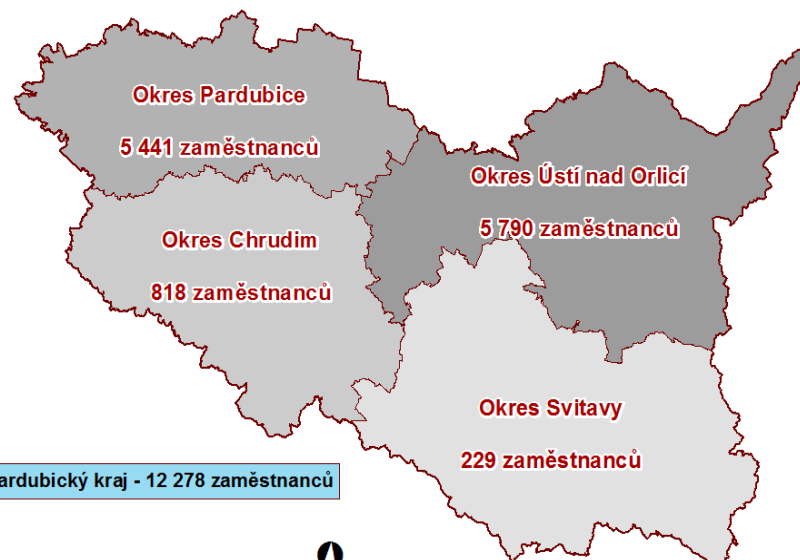 Okres Pardubice
5 441 zaměstnanců
Okres Ústí nad Orlicí
5 790 zaměstnanců
Okres Chrudim
818 zaměstnanců
Okres Svitavy
229 zaměstnanců
ardubický kraj - 12 278 zaměstnanců